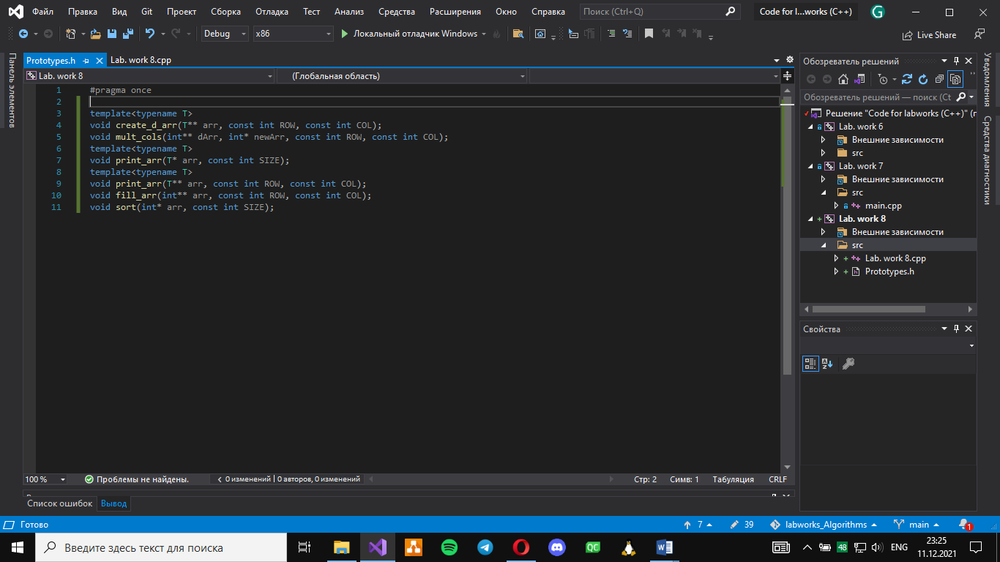 Файл Правка Вид Git Проект Сборка Отладка Тест Анализ Средства Расширения Окно Справка Поиск (Ctrl+Q) Code for l...works (C++) G
Debug x86 Локальный отладчик Windows Live Share
Панель элементов
Prototypes.h Lab. work 8.cpp
Lab. work 8 (Глобальная область)
1 #pragma once
2
3 template<typename T>
4 void create_d_arr(T** arr, const int ROW, const int COL);
5 void mult_cols(int** dArr, int* newArr, const int ROW, const int COL);
6 template<typename T>
7 void print_arr(T* arr, const int SIZE);
8 template<typename T>
9 void print_arr(T** arr, const int ROW, const int COL);
10 void fill_arr(int** arr, const int ROW, const int COL);
11 void sort(int* arr, const int SIZE);
100 % Проблемы не найдены. 0 изменений | 0 авторов, 0 изменений Стр: 2 Симв: 1 Табуляция CRLF
Список ошибок Вывод
Обозреватель решений
Обозреватель решений — поиск (Ct
Решение "Code for labworks (C++)" (г
Lab. work 6
Внешние зависимости
src
Lab. work 7
Внешние зависимости
src
main.cpp
Lab. work 8
Внешние зависимости
src
Lab. work 8.cpp
Prototypes.h
Свойства
Уведомления
Средства диагностики
Готово 7 39 labworks_Algorithms main 1
Введите здесь текст для поиска QC 48 ENG 23:25
11.12.2021